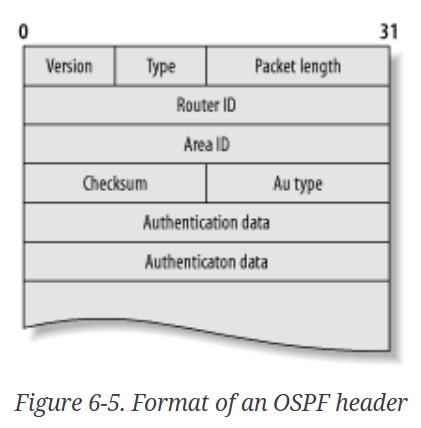 0 31
Version Type Packet length
Router ID
Area ID
Checksum Au type
Authentication data
Authenticaton data
Figure 6-5. Format of an OSPF header